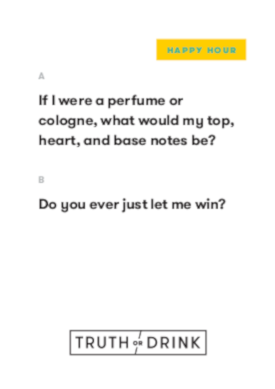 HAPPY HOUR
A
If I were a perfume or
cologne, what would my top,
heart, and base notes be?
B
Do you ever just let me win?
TRUTH OR DRINK